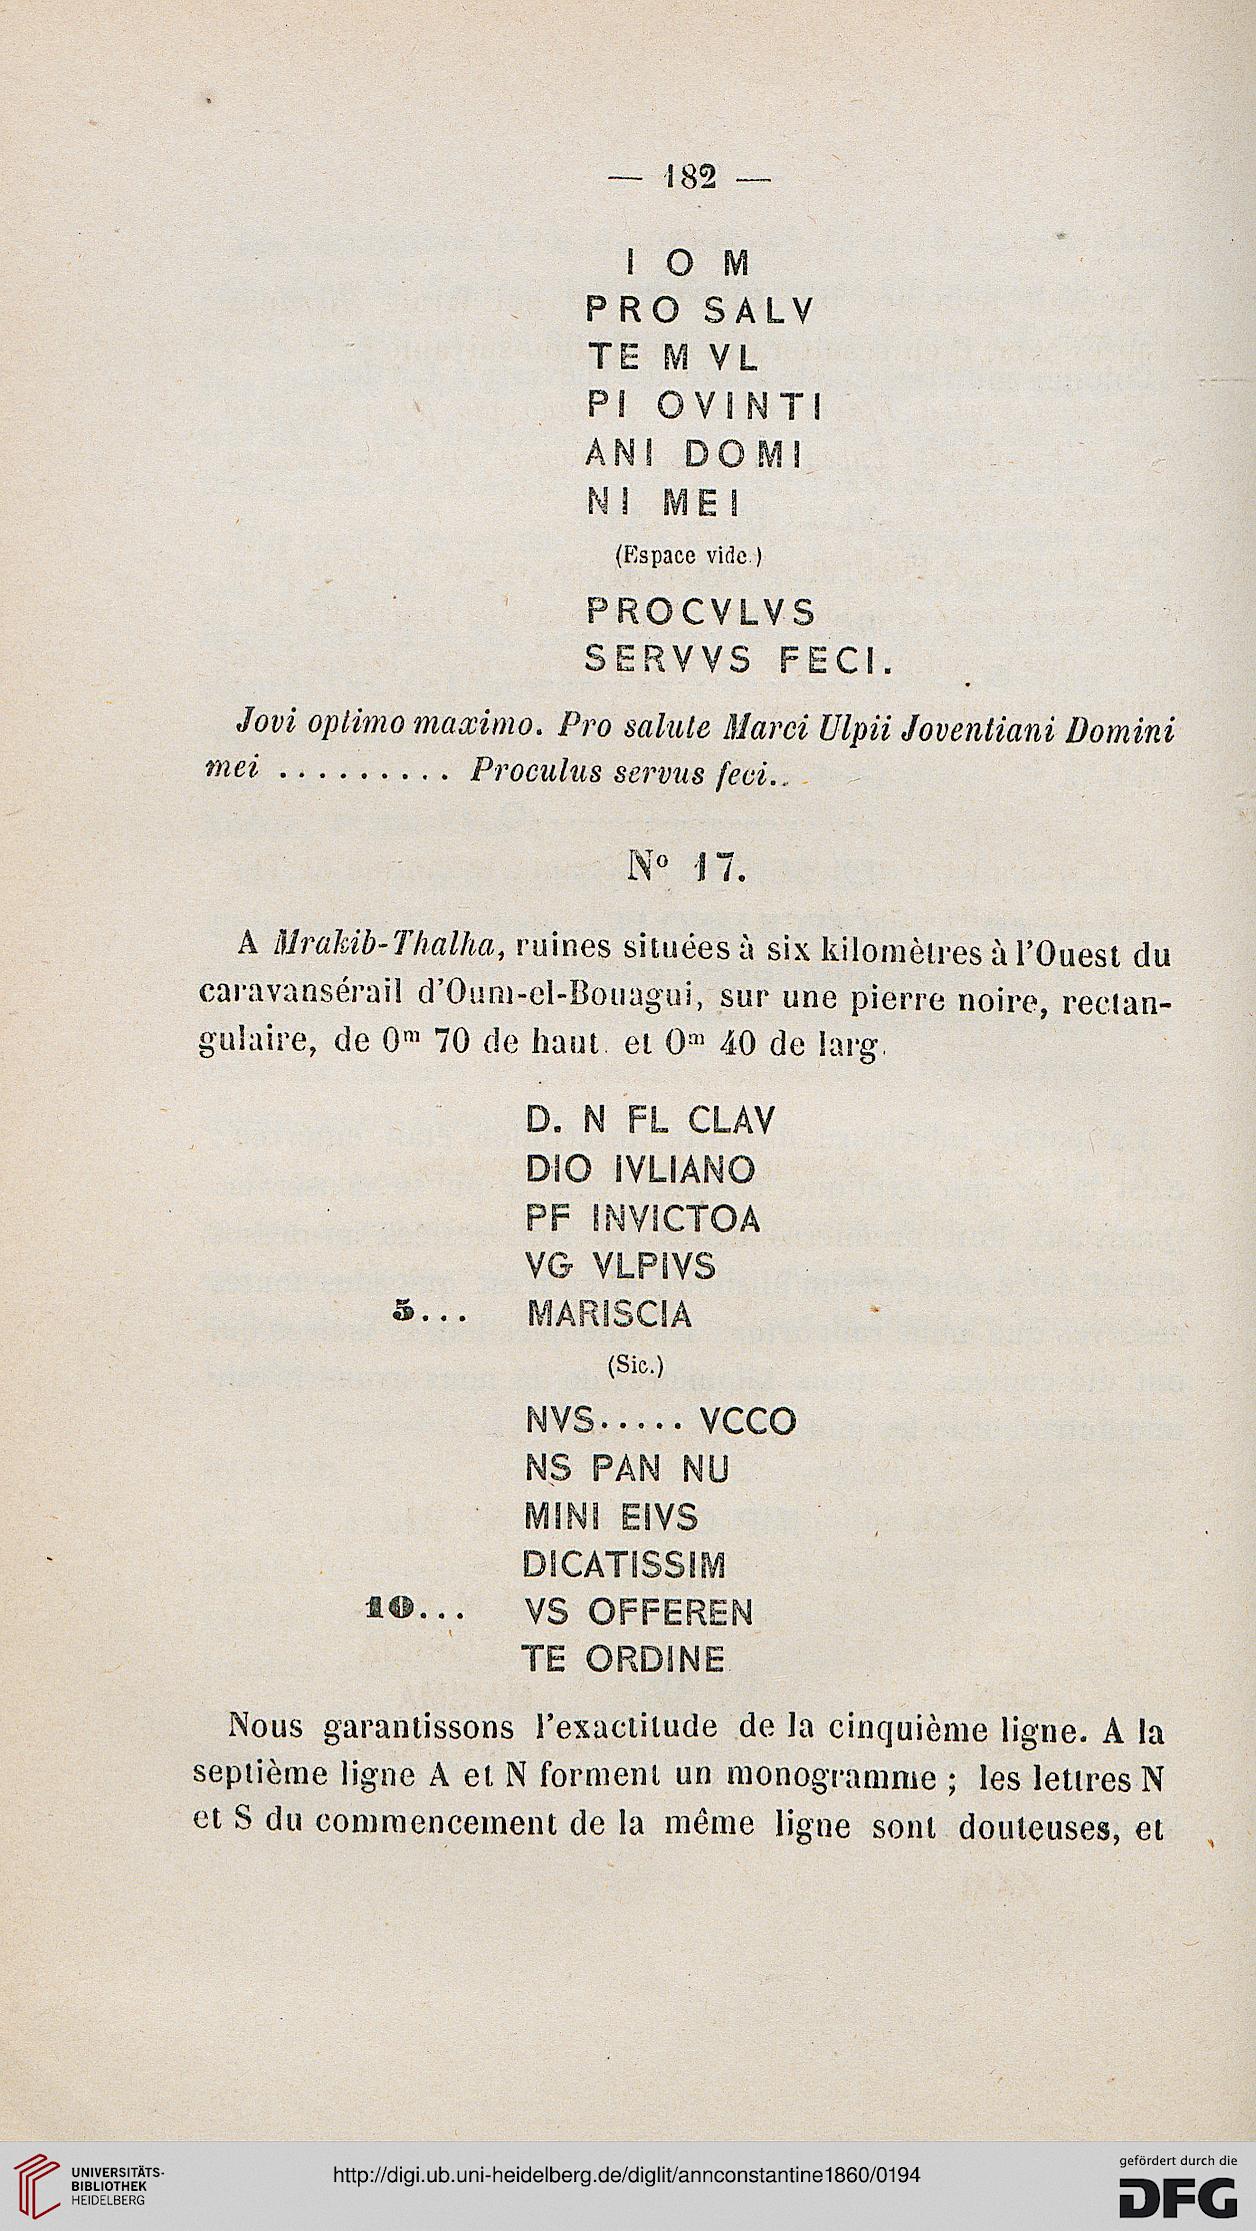 — 182 —
I O M
PRO SALV
TE M VL
PI OVINTI
ANI DOMI
NI MEI
(Espace vide.)
PROCVLVS
SERVVS FECI.
Jovi optimo maximo. Pro salute Marci Ulpii Joventiani Domini
mei . . . . . . . . . Proculus servus feci..
N° 17.
A Mrakib-Thalha, ruines situées à six kilomètres à l'Ouest du
caravansérail d'Oum-el-Bouagui, sur une pierre noire, rectan-
gulaire, de 0m 70 de haut. et 0m 40 de larg.
D. N FL CLAV
DIO IVLIANO
PF INVICTOA
VG VLPIVS
5... MARISCIA
(Sic.)
NVS..... VCCO
NS PAN NU
MINI EIVS
DICATISSIM
10... VS OFFEREN
TE ORDINE
Nous garantissons l'exactitude de la cinquième ligne. A la
septième ligne A et N forment un monogramme ; les lettres N
et S du commencement de la même ligne sont douteuses, et
UNIVERSITÄTS-
BIBLIOTHEK
HEIDELBERG
http://digi.ub.uni-heidelberg.de/diglit/annconstantine1860/0194
gefördert durch die
DFG